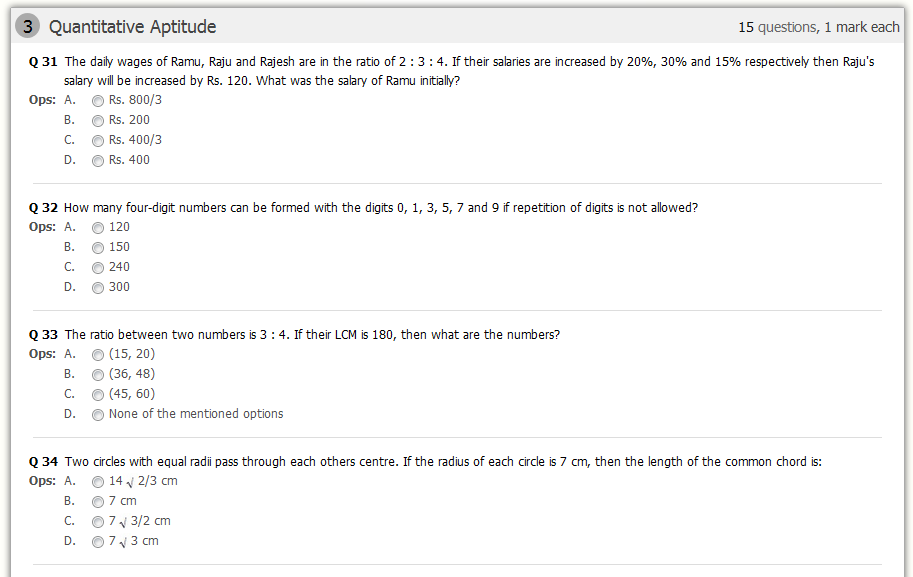 3 Quantitative Aptitude 15 questions, 1 mark each
Q 31 The daily wages of Ramu, Raju and Rajesh are in the ratio of 2 : 3 : 4. If their salaries are increased by 20%, 30% and 15% respectively then Raju's
salary will be increased by Rs. 120. What was the salary of Ramu initially?
Ops: A. Rs. 800/3
B. Rs. 200
C. Rs. 400/3
D. Rs. 400
Q 32 How many four-digit numbers can be formed with the digits 0, 1, 3, 5, 7 and 9 if repetition of digits is not allowed?
Ops: A. 120
B. 150
C. 240
D. 300
Q 33 The ratio between two numbers is 3 : 4. If their LCM is 180, then what are the numbers?
Ops: A. (15, 20)
B. (36, 48)
C. (45, 60)
D. None of the mentioned options
Q 34 Two circles with equal radii pass through each others centre. If the radius of each circle is 7 cm, then the length of the common chord is:
Ops: A. 14 √ 2/3 cm
B. 7 cm
C. 7 √ 3/2 cm
D. 7 √ 3 cm